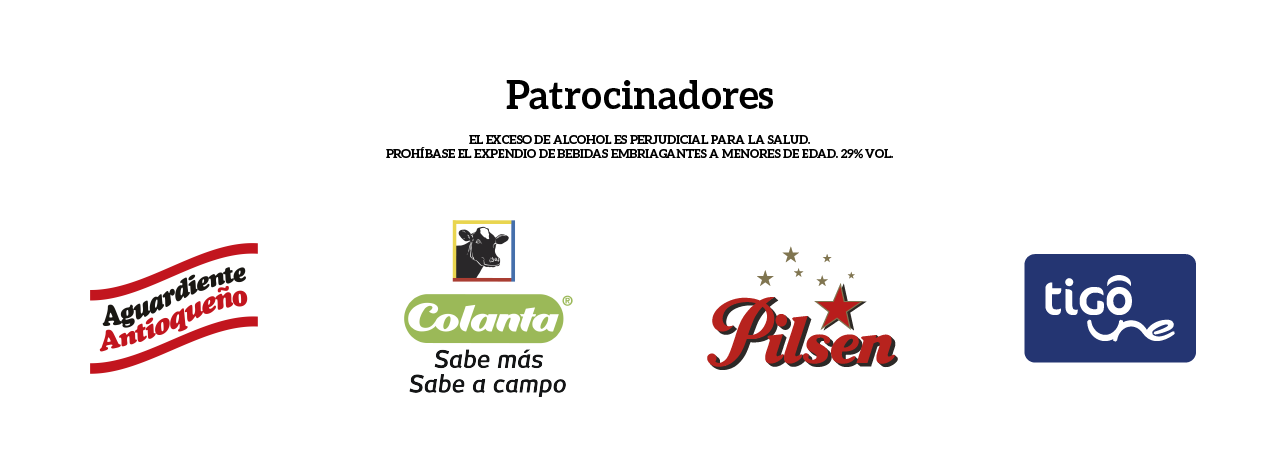 Patrocinadores
EL EXCESO DE ALCOHOL ES PERJUDICIAL PARA LA SALUD.
PROHÍBASE EL EXPENDIO DE BEBIDAS EMBRIAGANTES A MENORES DE EDAD. 29% VOL.
Aguardiente
Antioqueño
Colanta®
Sabe más
Sabe a campo
Pilsen
tigô
une